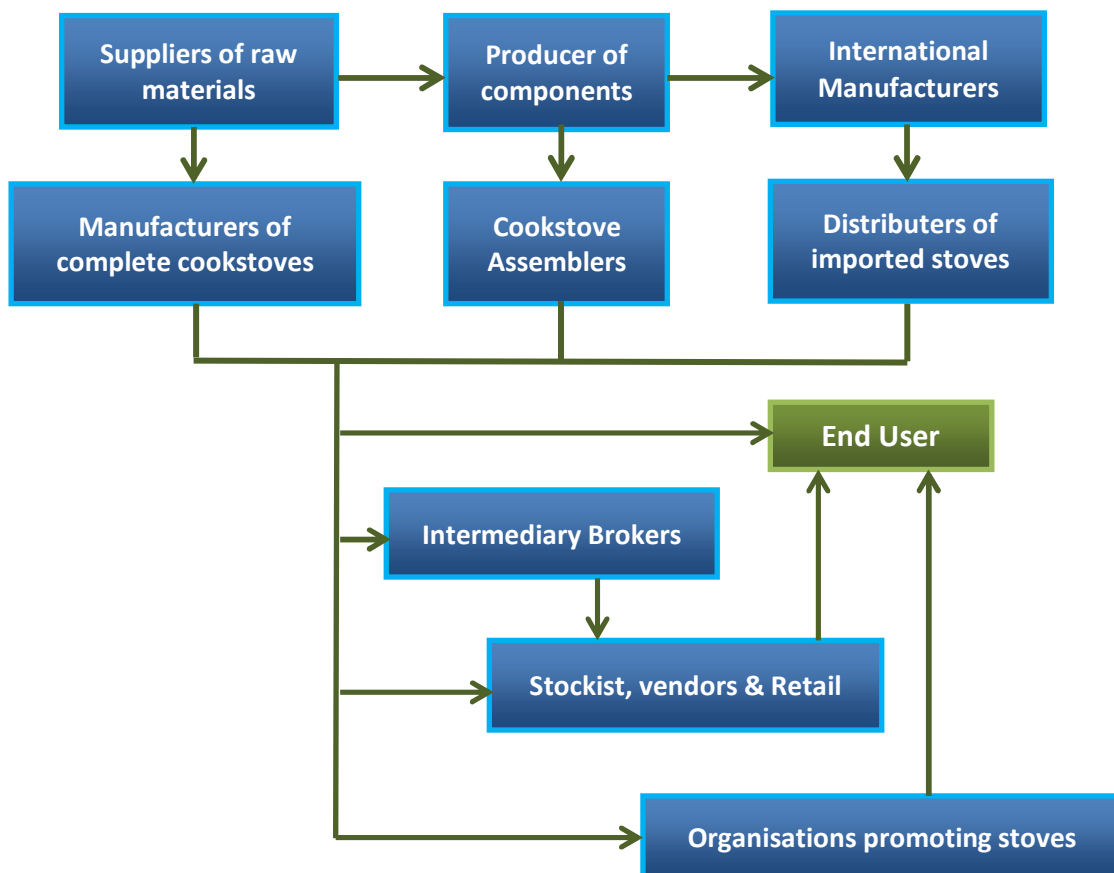 Suppliers of raw
materials
Producer of
components
International
Manufacturers
Manufacturers of
complete cookstoves
Cookstove
Assemblers
Distributers of
imported stoves
End User
Intermediary Brokers
Stockist, vendors & Retail
Organisations promoting stoves